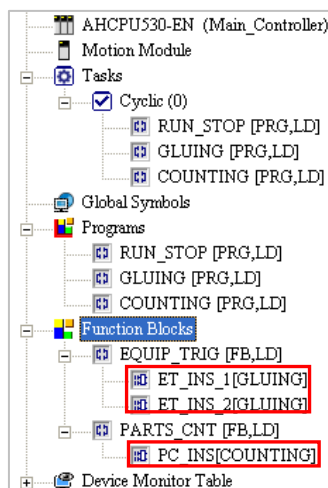 AHCPU530-EN (Main_Controller)
Motion Module
Tasks
Cyclic (0)
RUN_STOP [PRG,LD]
GLUING [PRG,LD]
COUNTING [PRG,LD]
Global Symbols
Programs
RUN_STOP [PRG,LD]
GLUING [PRG,LD]
COUNTING [PRG,LD]
Function Blocks
EQUIP_TRIG [FB,LD]
ET_INS_1[GLUING]
ET_INS_2[GLUING]
PARTS_CNT [FB,LD]
PC_INS[COUNTING]
Device Monitor Table